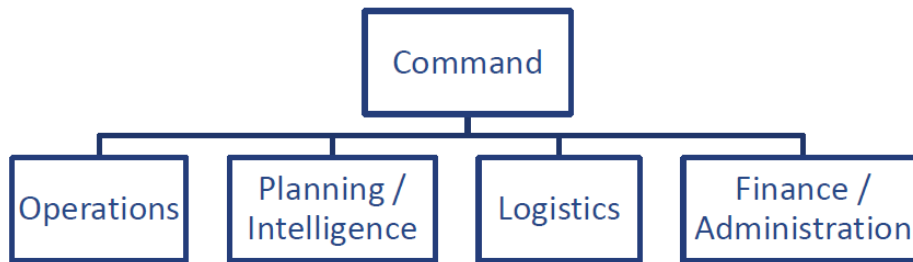 Command
Operations
Planning /
Intelligence
Logistics
Finance /
Administration